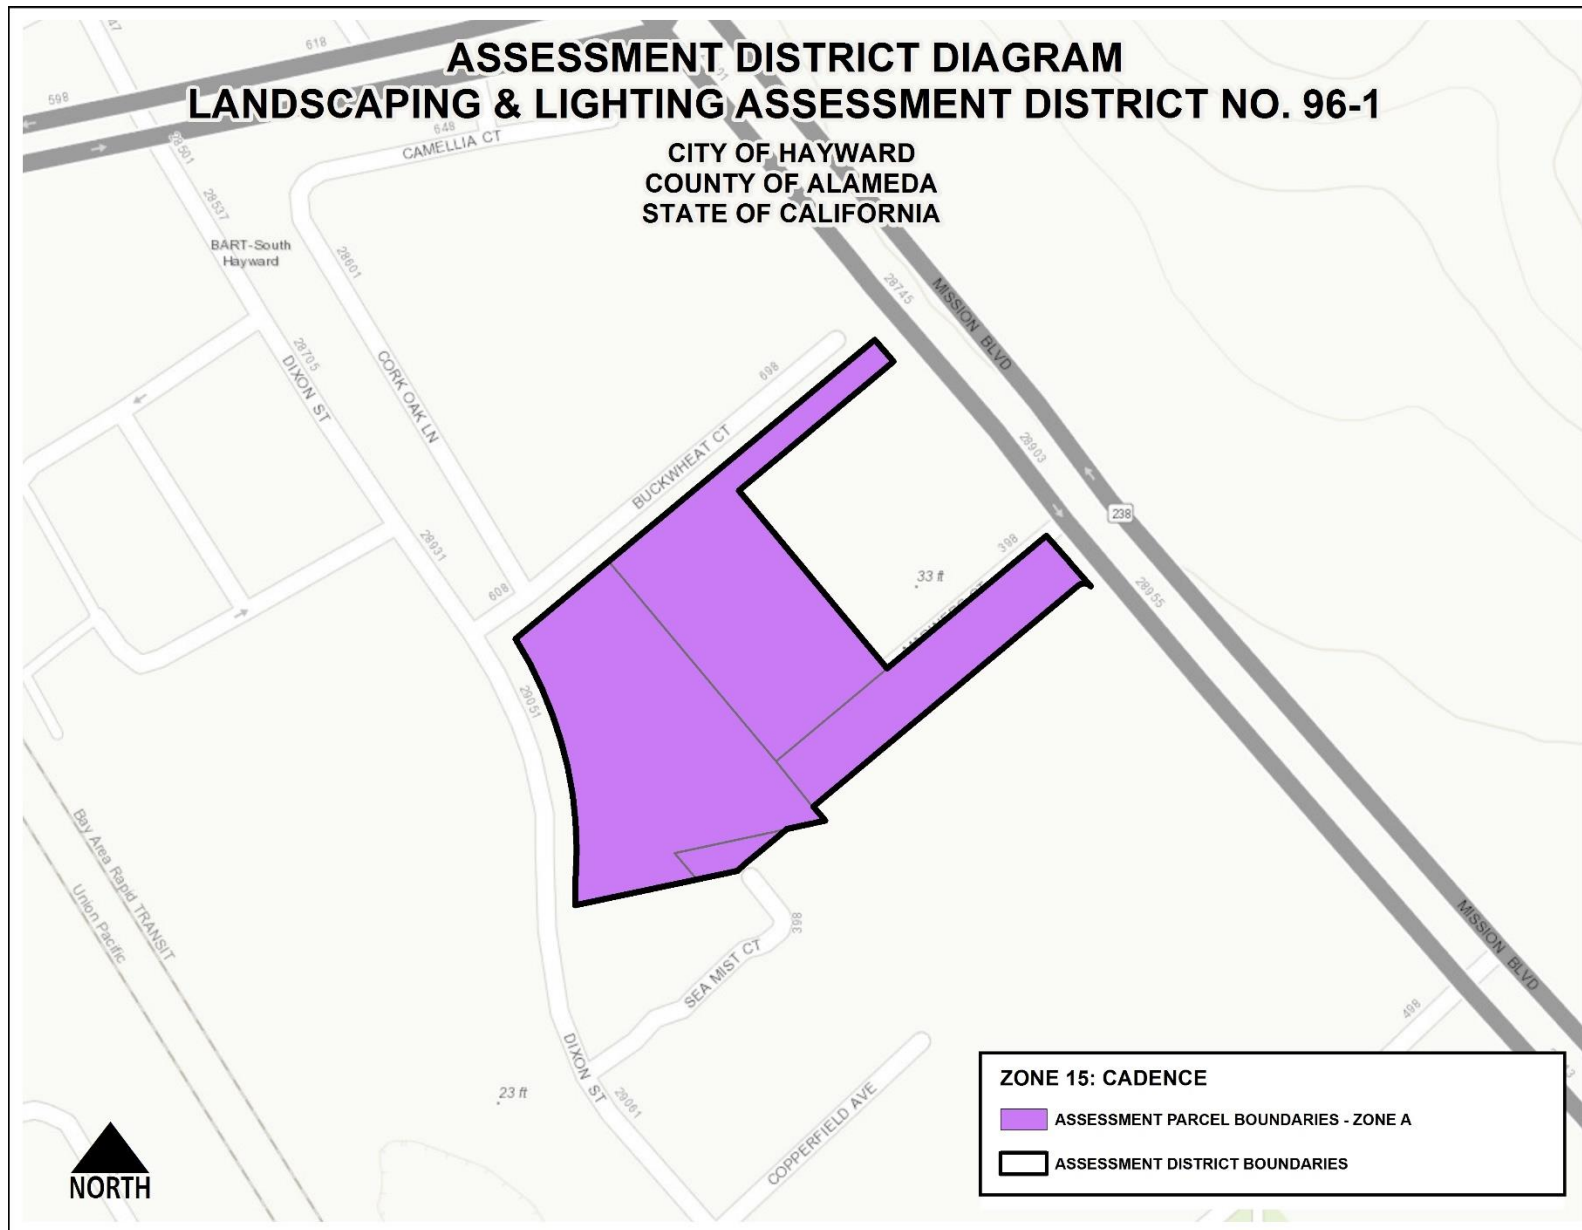 ASSESSMENT DISTRICT DIAGRAM
LANDSCAPING & LIGHTING ASSESSMENT DISTRICT NO. 96-1
CITY OF HAYWARD
COUNTY OF ALAMEDA
STATE OF CALIFORNIA
47
618
598
648
CAMELLIA CT
28501
28537
BART-South
Hayward
28601
28745
MISSION BLVD
28705
DIXON ST
CORK OAK LN
698
BUCKWHEAT CT
28903
238
28931
608
398
33 ft
28955
29051
Bay Area Rapid TRANSIT
Union Pacific
398
SEA MIST CT
MISSION BLVD
498
DIXON ST
23 ft
29061
COPPERFIELD AVE
ZONE 15: CADENCE
ASSESSMENT PARCEL BOUNDARIES - ZONE A
ASSESSMENT DISTRICT BOUNDARIES
NORTH